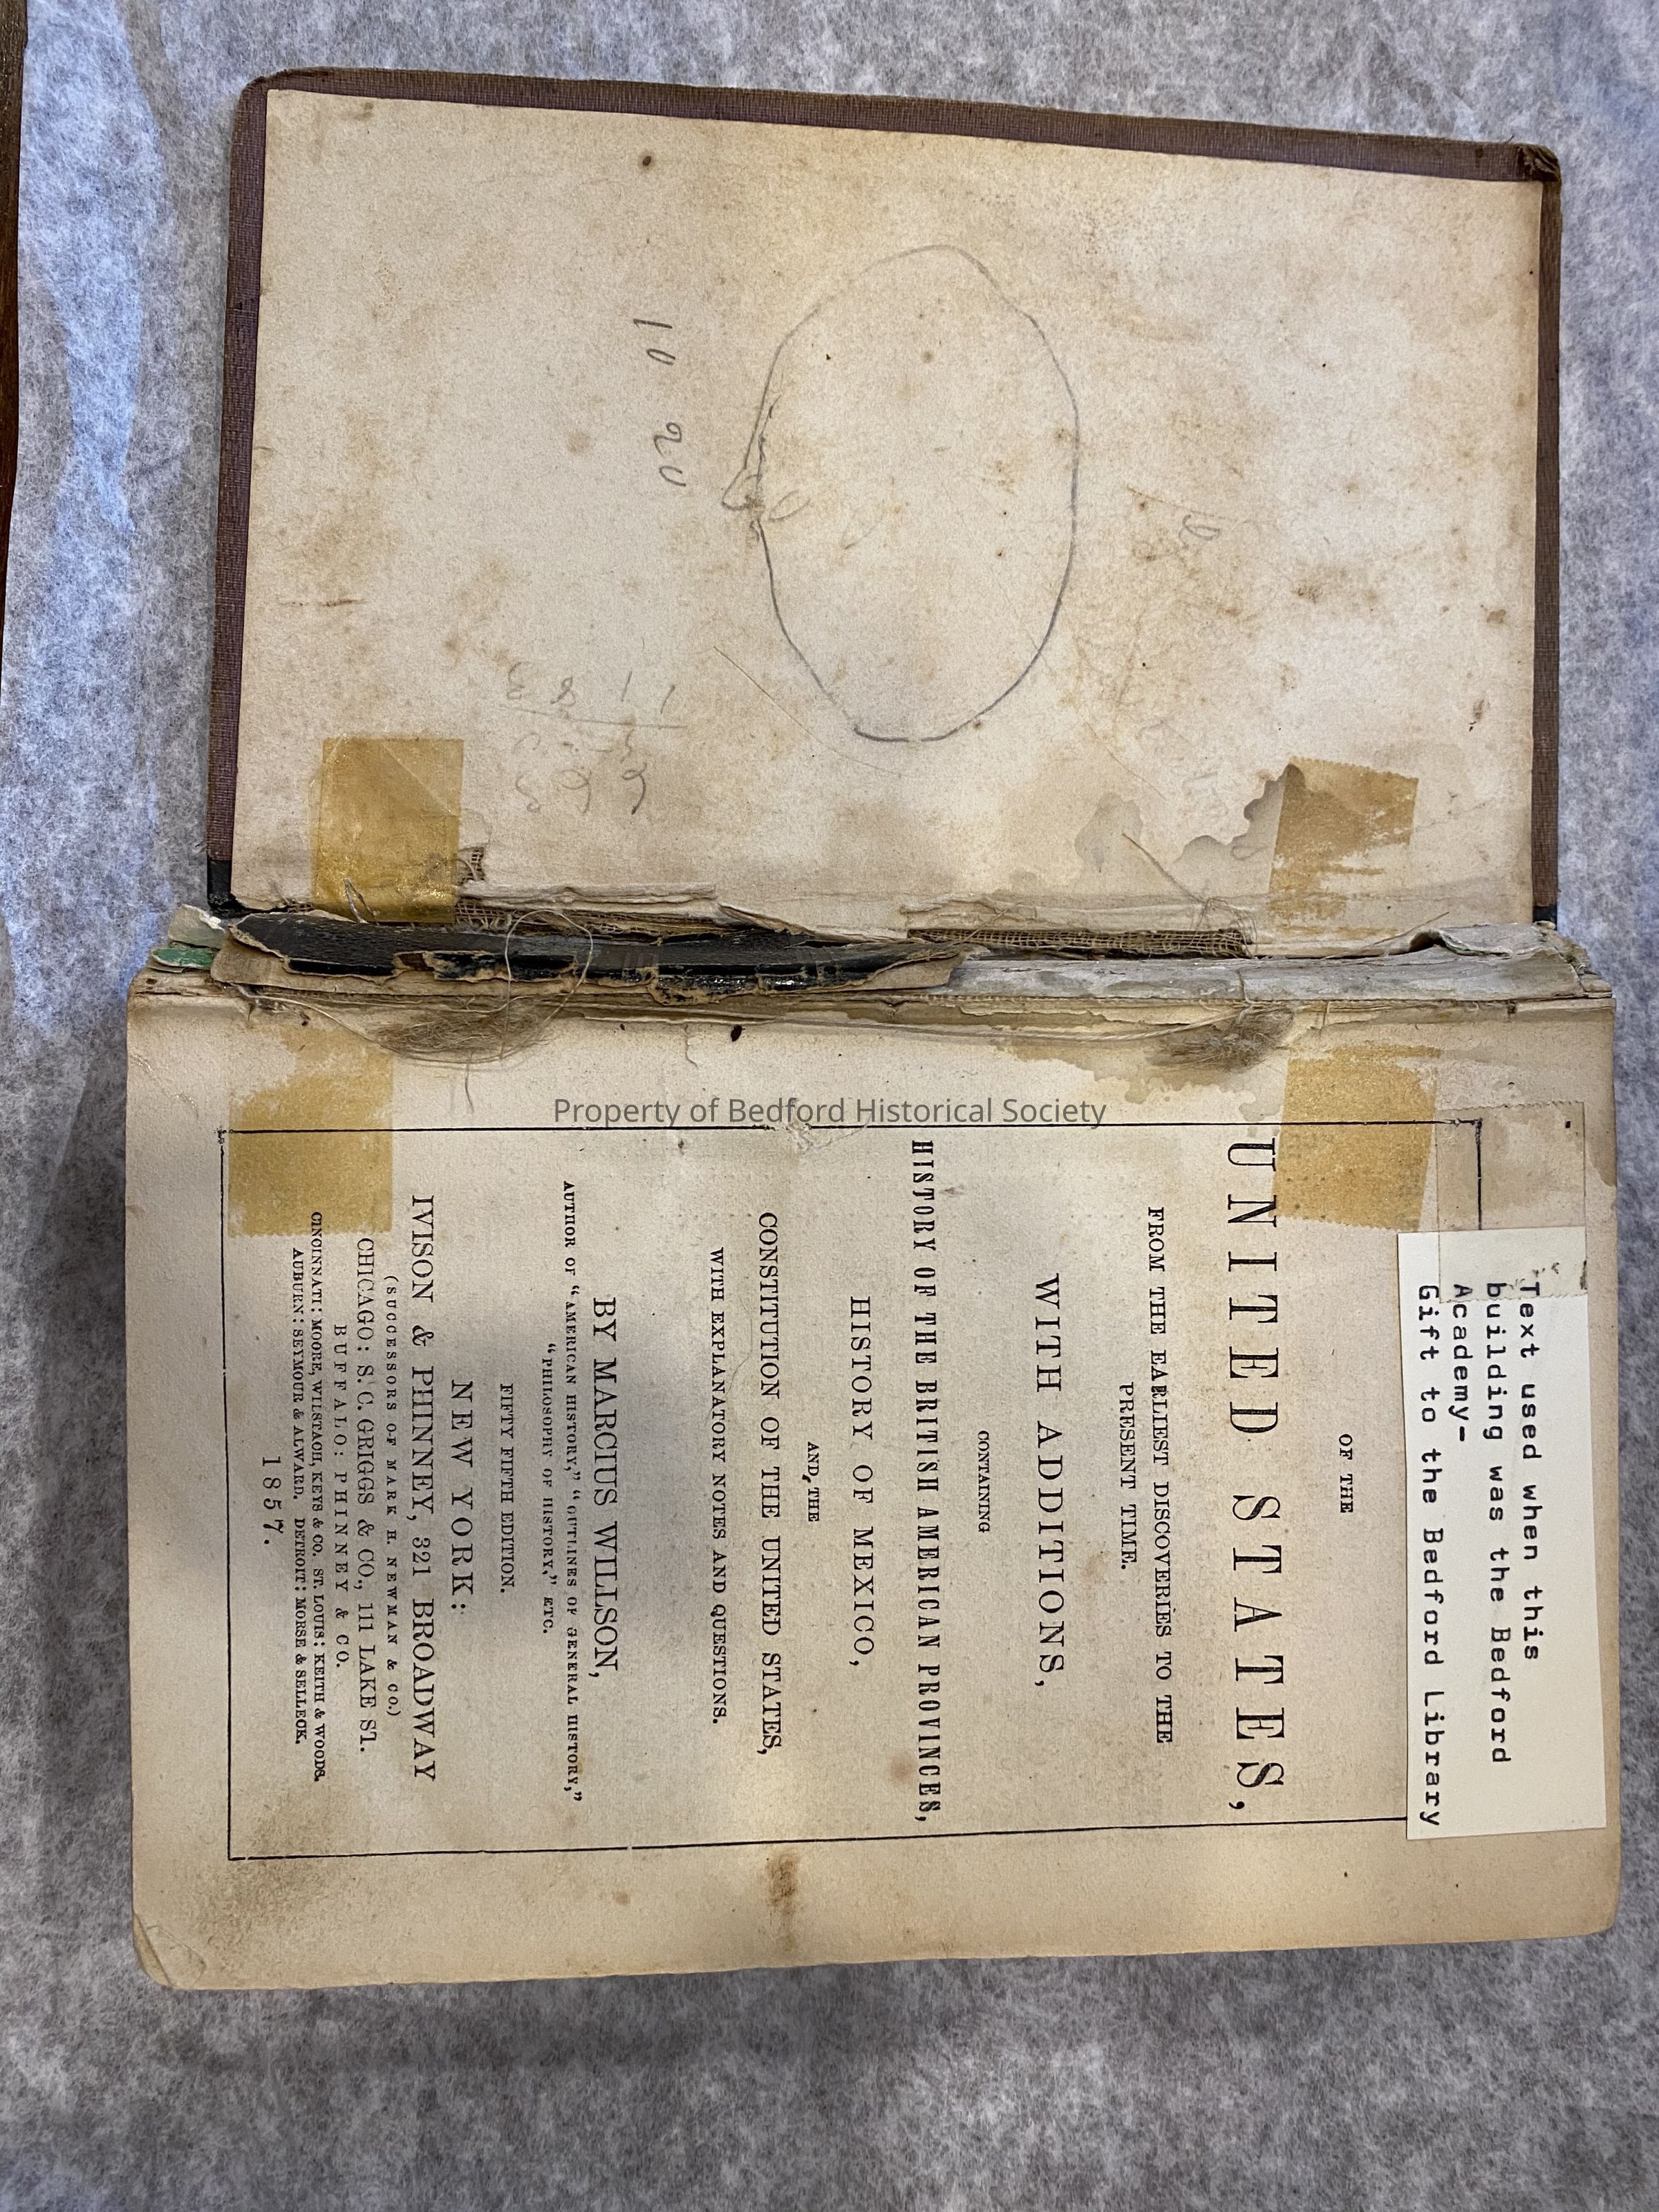 Text used when this
building was the Bedford
Academy-
Gift to the Bedford Library
OF THE
UNITED STATES,
FROM THE EARLIEST DISCOVERIES TO THE
PRESENT TIME.
WITH ADDITIONS,
CONTAINING
HISTORY OF THE BRITISH AMERICAN PROVINCES,
HISTORY OF MEXICO,
AND, THE
CONSTITUTION OF THE UNITED STATES,
WITH EXPLANATORY NOTES AND QUESTIONS.
BY MARCIUS WILLSON,
AUTHOR OF "AMERICAN HISTORY," "OUTLINES OF GENERAL HISTORY,"
"PHILOSOPHY OF HISTORY," ETC.
FIFTY FIFTH EDITION.
NEW YORK:
IVISON & PHINNEY, 321 BROADWAY
(SUCCESSORS OF MARK H. NEWMAN & CO.)
CHICAGO: S. C. GRIGGS & CO., 111 LAKE ST.
BUFFALO: PHINNEY & CO.
CINCINNATI: MOORE, WILSTACH, KEYS & CO. ST. LOUIS: KEITH & WOODS.
AUBURN: SEYMOUR & ALWARD. DETROIT: MORSE & SELLECK.
1857.
10 20
Property of Bedford Historical Society